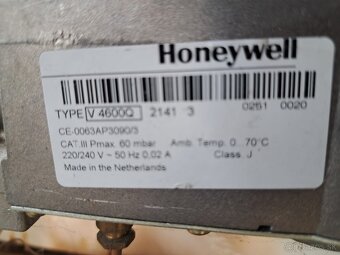 Honeywell
TYPE V 4600Q 2141 3 0251 0020
CE-0063AP3090/3
CAT.III Pmax. 60 mbar Amb. Temp. 0...70°C
220/240 V ~ 50 Hz 0,02 A Class J
Made in the Netherlands